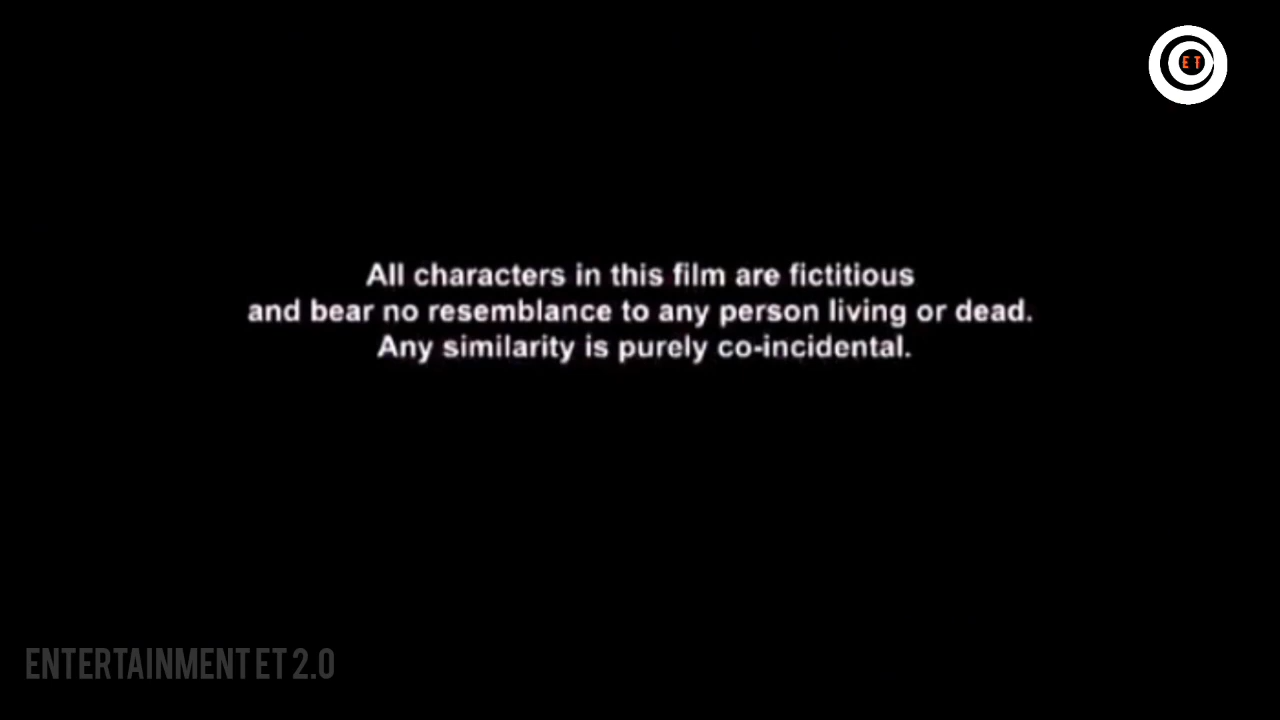 E T
All characters in this film are fictitious
and bear no resemblance to any person living or dead.
Any similarity is purely co-incidental.
ENTERTAINMENT ET 2.0